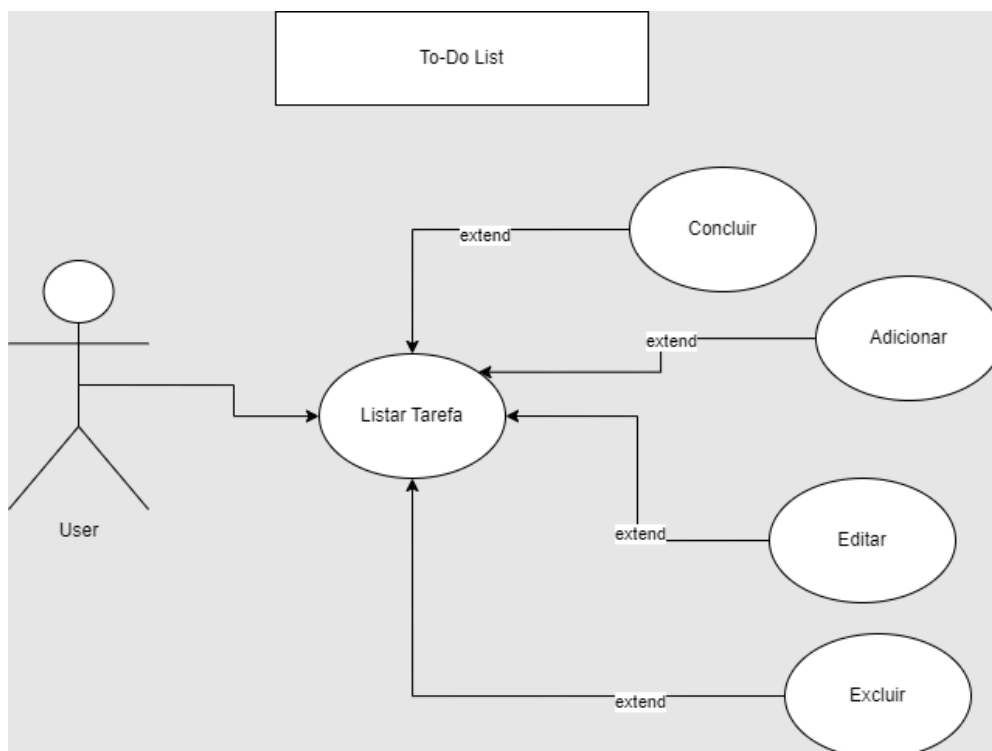 To-Do List
Concluir
extend
Adicionar
extend
Listar Tarefa
User
extend
Editar
extend
Excluir